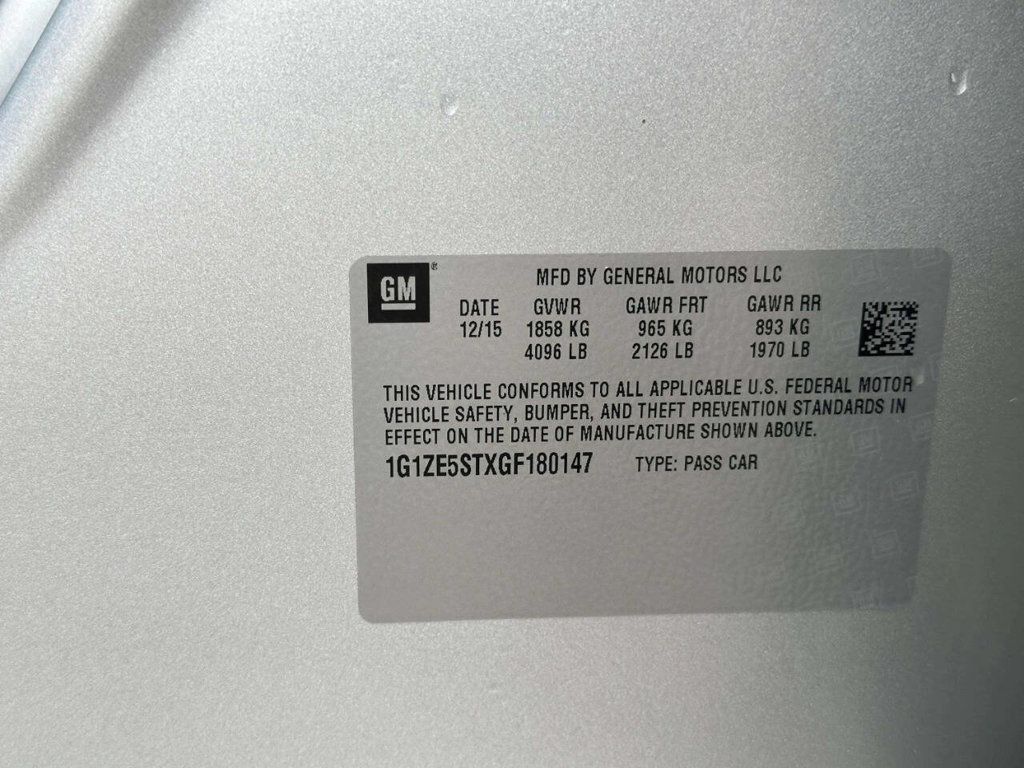 GM®
MFD BY GENERAL MOTORS LLC
DATE GVWR GAWR FRT GAWR RR
12/15 1858 KG 965 KG 893 KG
4096 LB 2126 LB 1970 LB
THIS VEHICLE CONFORMS TO ALL APPLICABLE U.S. FEDERAL MOTOR
VEHICLE SAFETY, BUMPER, AND THEFT PREVENTION STANDARDS IN
EFFECT ON THE DATE OF MANUFACTURE SHOWN ABOVE.
1G1ZE5STXGF180147 TYPE: PASS CAR